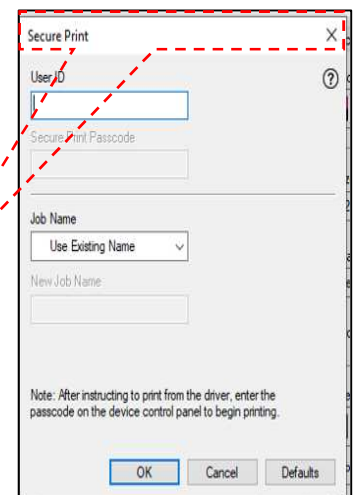 Secure Print
User ID
Secure Print Passcode
Job Name
Use Existing Name
New Job Name
Note: After instructing to print from the driver, enter the
passcode on the device control panel to begin printing.
OK Cancel Defaults